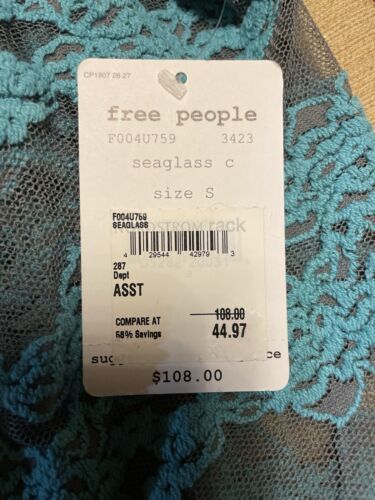 CP1807 26 27
free people
F004U759 3423
seaglass c
size S
F004U759
SEAGLASS
rack
4 29544 42979 3
287
Dept
ASST
108.00
COMPARE AT
58% Savings 44.97
$108.00